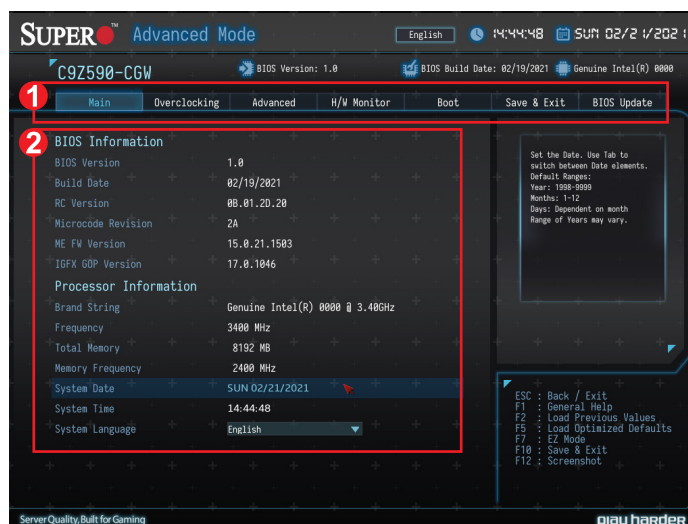 SUPER Advanced Mode English 14:44:48 SUN 02/21/2021
C9Z590-CGW BIOS Version: 1.0 BIOS Build Date: 02/19/2021 Genuine Intel(R) 0000
1
Main Overclocking Advanced H/W Monitor Boot Save & Exit BIOS Update
2
BIOS Information
BIOS Version 1.0
Build Date 02/19/2021
RC Version 0B.01.2D.20
Microcode Revision 2A
ME FW Version 15.0.21.1503
IGFX GOP Version 17.0.1046
Processor Information
Brand String Genuine Intel(R) 0000 @ 3.40GHz
Frequency 3400 MHz
Total Memory 8192 MB
Memory Frequency 2400 MHz
System Date SUN 02/21/2021
System Time 14:44:48
System Language English
Set the Date. Use Tab to
switch between Date elements.
Default Ranges:
Year: 1998-9999
Months: 1-12
Days: Dependent on month
Range of Years may vary.
ESC : Back / Exit
F1 : General Help
F2 : Load Previous Values
F5 : Load Optimized Defaults
F7 : EZ Mode
F10 : Save & Exit
F12 : Screenshot
Server Quality, Built for Gaming play harder